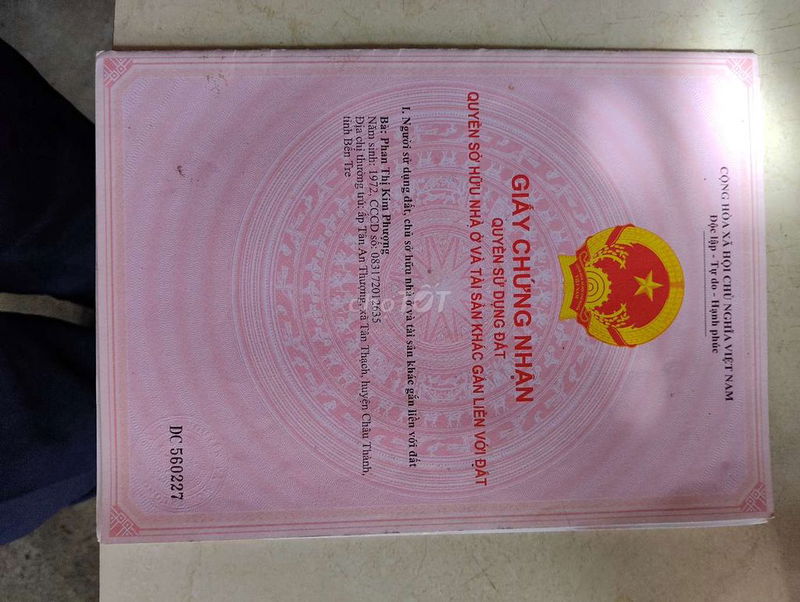 CỘNG HÒA XÃ HỘI CHỦ NGHĨA VIỆT NAM
Độc lập - Tự do - Hạnh phúc
VIỆT NAM
GIẤY CHỨNG NHẬN
QUYỀN SỬ DỤNG ĐẤT
QUYỀN SỞ HỮU NHÀ Ở VÀ TÀI SẢN KHÁC GẮN LIỀN VỚI ĐẤT
I. Người sử dụng đất, chủ sở hữu nhà ở và tài sản khác gắn liền với đất
Bà: Phan Thị Kim Phượng
Năm sinh: 1972, CCCD số: 083172012635
Địa chỉ thường trú: ấp Tân An Thượng, xã Tân Thạch, huyện Châu Thành,
tỉnh Bến Tre
DC 560227
CHỢTỐT